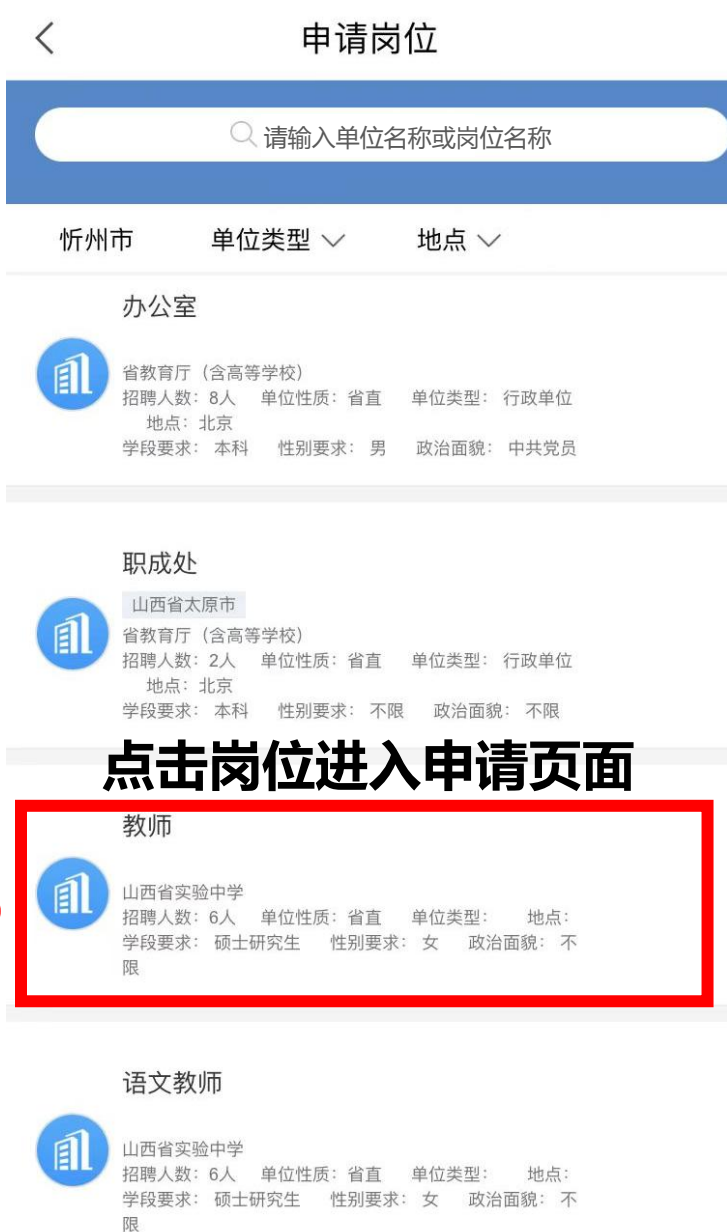 申请岗位
请输入单位名称或岗位名称
忻州市 单位类型 地点
办公室
省教育厅（含高等学校）
招聘人数：8人 单位性质：省直 单位类型：行政单位
地点：北京
学段要求：本科 性别要求：男 政治面貌：中共党员
职成处
山西省太原市
省教育厅（含高等学校）
招聘人数：2人 单位性质：省直 单位类型：行政单位
地点：北京
学段要求：本科 性别要求：不限 政治面貌：不限
点击岗位进入申请页面
教师
山西省实验中学
招聘人数：6人 单位性质：省直 单位类型： 地点：
学段要求：硕士研究生 性别要求：女 政治面貌：不
限
语文教师
山西省实验中学
招聘人数：6人 单位性质：省直 单位类型： 地点：
学段要求：硕士研究生 性别要求：女 政治面貌：不
限